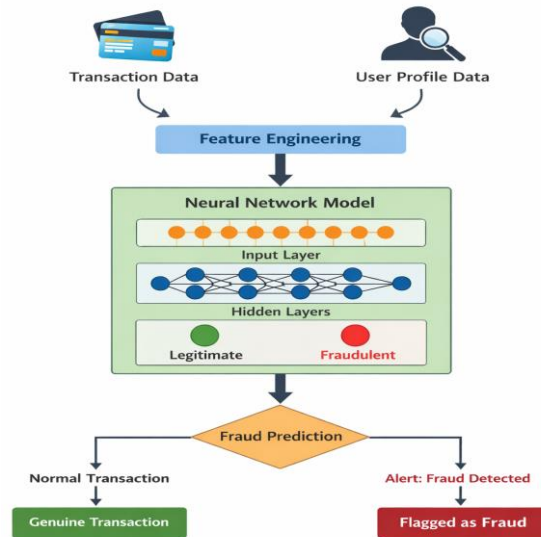 Transaction Data
User Profile Data
Feature Engineering
Neural Network Model
Input Layer
Hidden Layers
Legitimate
Fraudulent
Fraud Prediction
Normal Transaction
Alert: Fraud Detected
Genuine Transaction
Flagged as Fraud